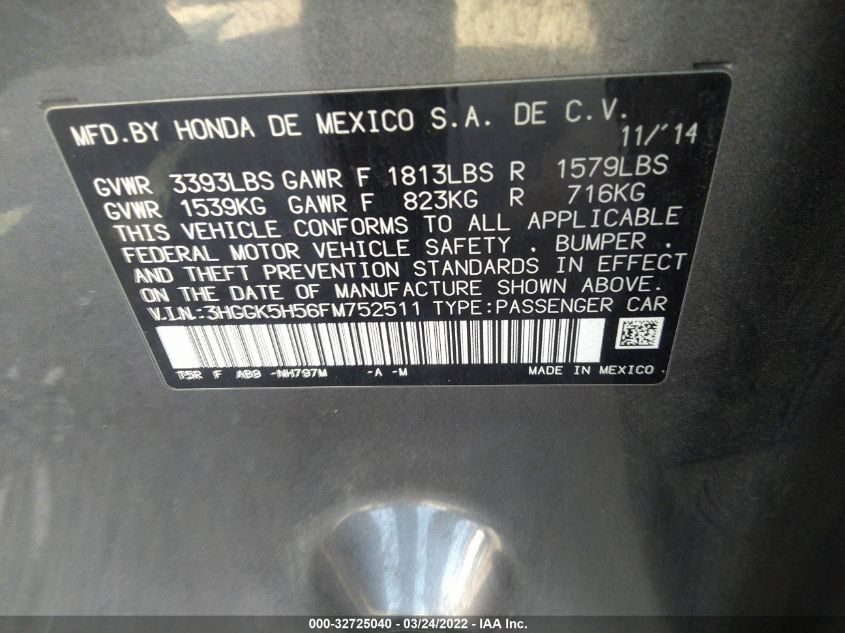 MFD.BY HONDA DE MEXICO S.A. DE C.V.
11/'14
GVWR 3393LBS GAWR F 1813LBS R 1579LBS
GVWR 1539KG GAWR F 823KG R 716KG
THIS VEHICLE CONFORMS TO ALL APPLICABLE
FEDERAL MOTOR VEHICLE SAFETY , BUMPER ,
AND THEFT PREVENTION STANDARDS IN EFFECT
ON THE DATE OF MANUFACTURE SHOWN ABOVE.
V.I.N.:3HGGK5H56FM752511 TYPE:PASSENGER CAR
T5R F AB9 -NH797M -A -M MADE IN MEXICO
000-32725040 - 03/24/2022 - IAA Inc.